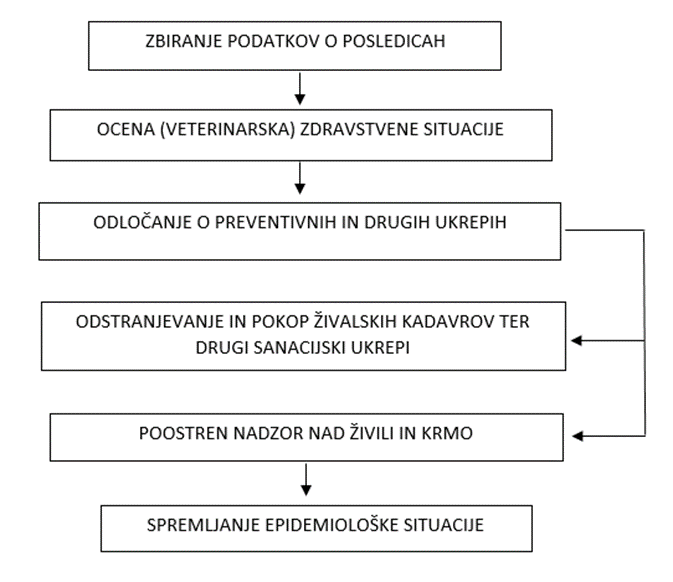 ZBIRANJE PODATKOV O POSLEDICAH
OCENA (VETERINARSKA) ZDRAVSTVENE SITUACIJE
ODLOČANJE O PREVENTIVNIH IN DRUGIH UKREPIH
ODSTRANJEVANJE IN POKOP ŽIVALSKIH KADAVROV TER
DRUGI SANACIJSKI UKREPI
POOSTREN NADZOR NAD ŽIVILI IN KRMO
SPREMLJANJE EPIDEMIOLOŠKE SITUACIJE